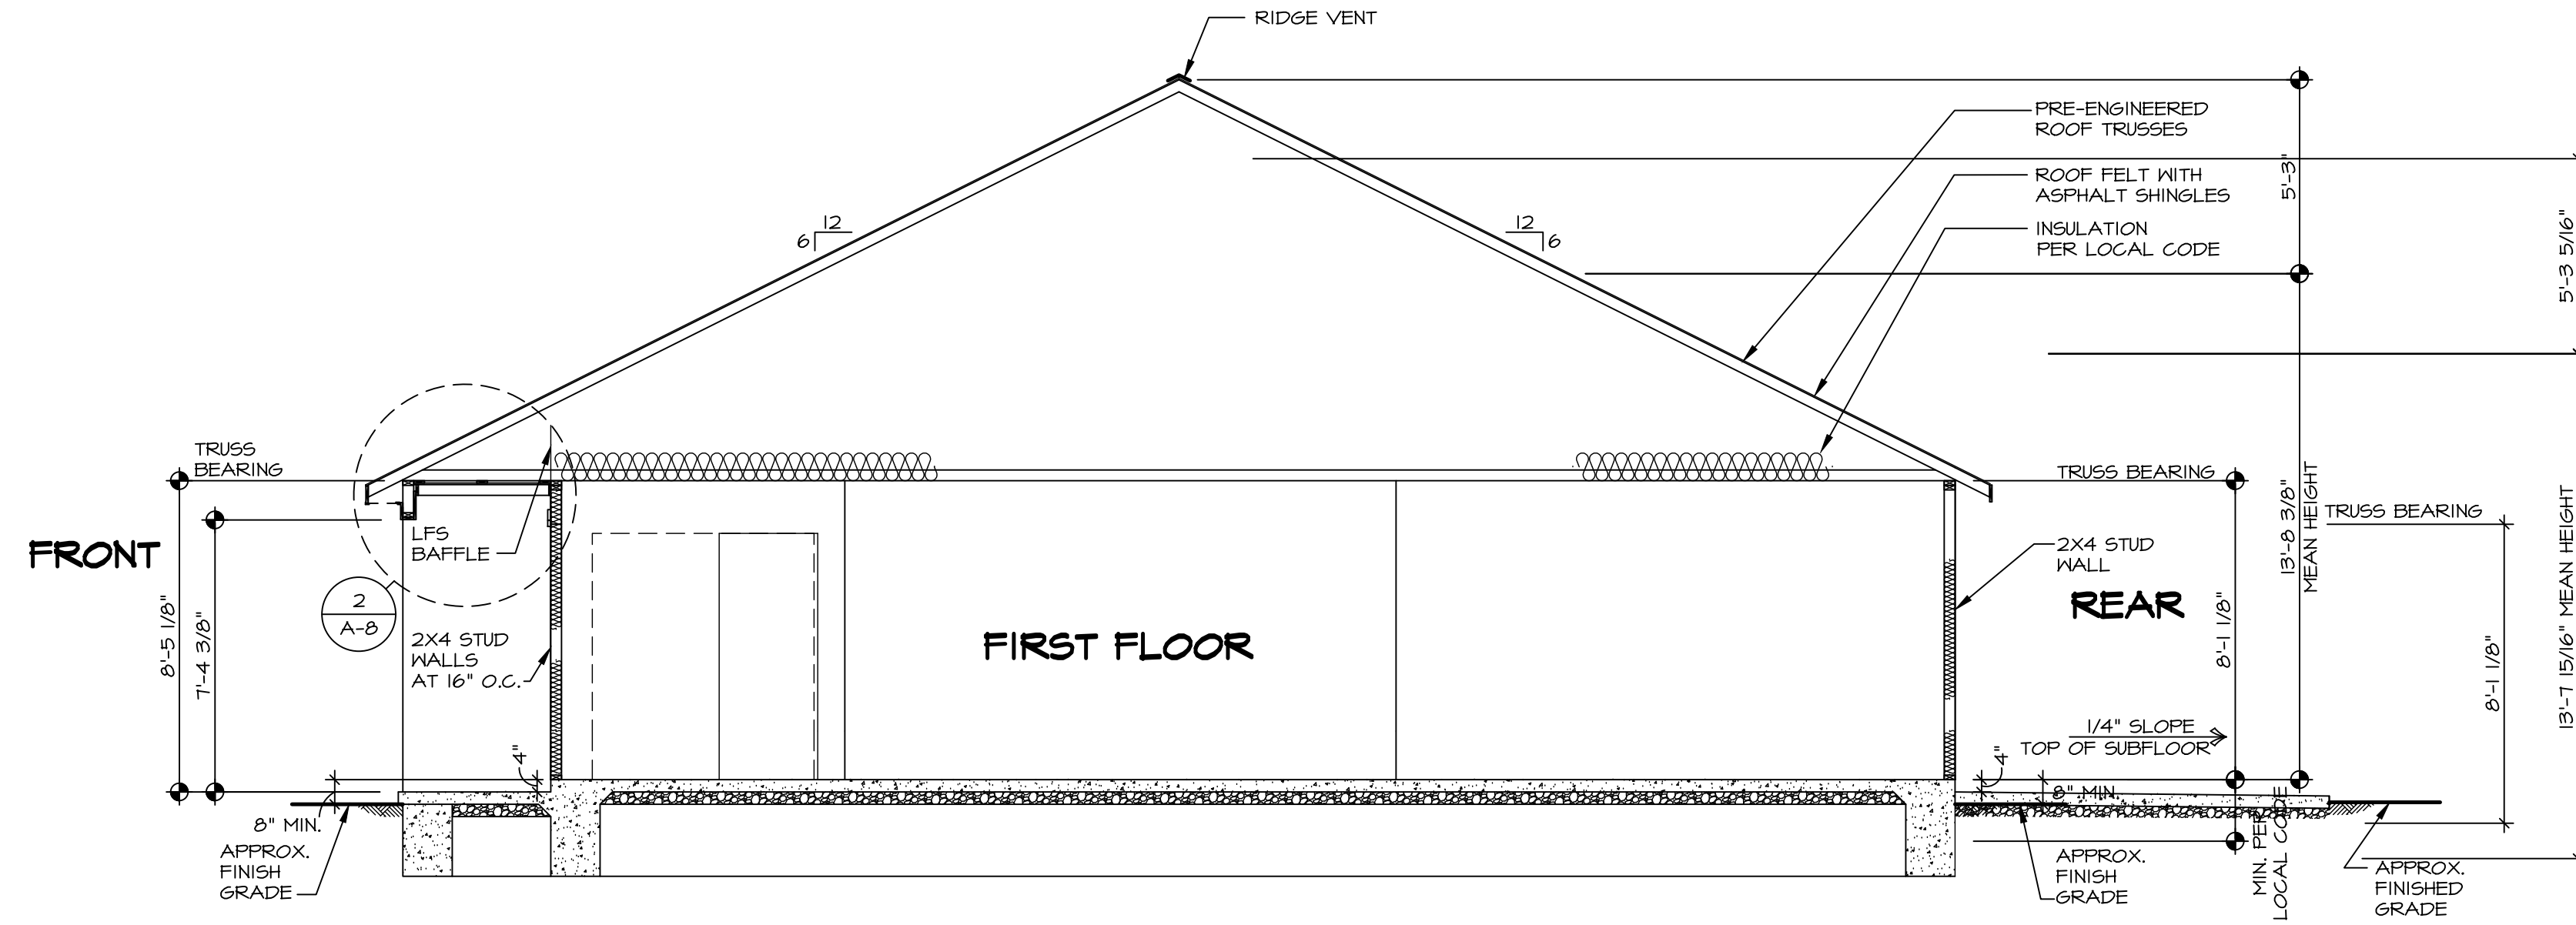 RIDGE VENT
PRE-ENGINEERED
ROOF TRUSSES
5'-3"
ROOF FELT WITH
ASPHALT SHINGLES
12
6
12
6
INSULATION
PER LOCAL CODE
5'-3 5/16"
TRUSS
BEARING
TRUSS BEARING
TRUSS BEARING
LFS
BAFFLE
FRONT
2X4 STUD
WALL
13'-8 3/8"
MEAN HEIGHT
13'-7 15/16" MEAN HEIGHT
2
A-8
REAR
8'-5 1/8"
7'-4 3/8"
2X4 STUD
WALLS
AT 16" O.C.
FIRST FLOOR
8'-1 1/8"
8'-1 1/8"
1/4" SLOPE
TOP OF SUBFLOOR
4"
4"
8" MIN.
8" MIN.
MIN. PER
LOCAL CODE
APPROX.
FINISH
GRADE
APPROX.
FINISH
GRADE
APPROX.
FINISHED
GRADE